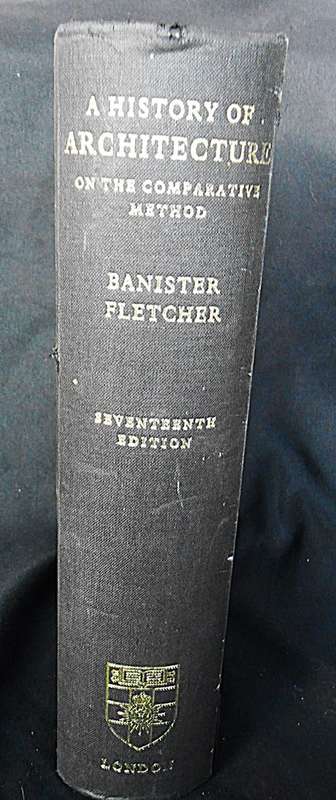 A HISTORY OF
ARCHITECTURE
ON THE COMPARATIVE
METHOD
BANISTER
FLETCHER
SEVENTEENTH
EDITION
LONDON